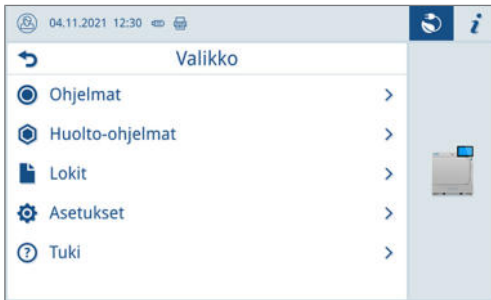 04.11.2021 12:30
i
Valikko
Ohjelmat
Huolto-ohjelmat
Lokit
Asetukset
Tuki